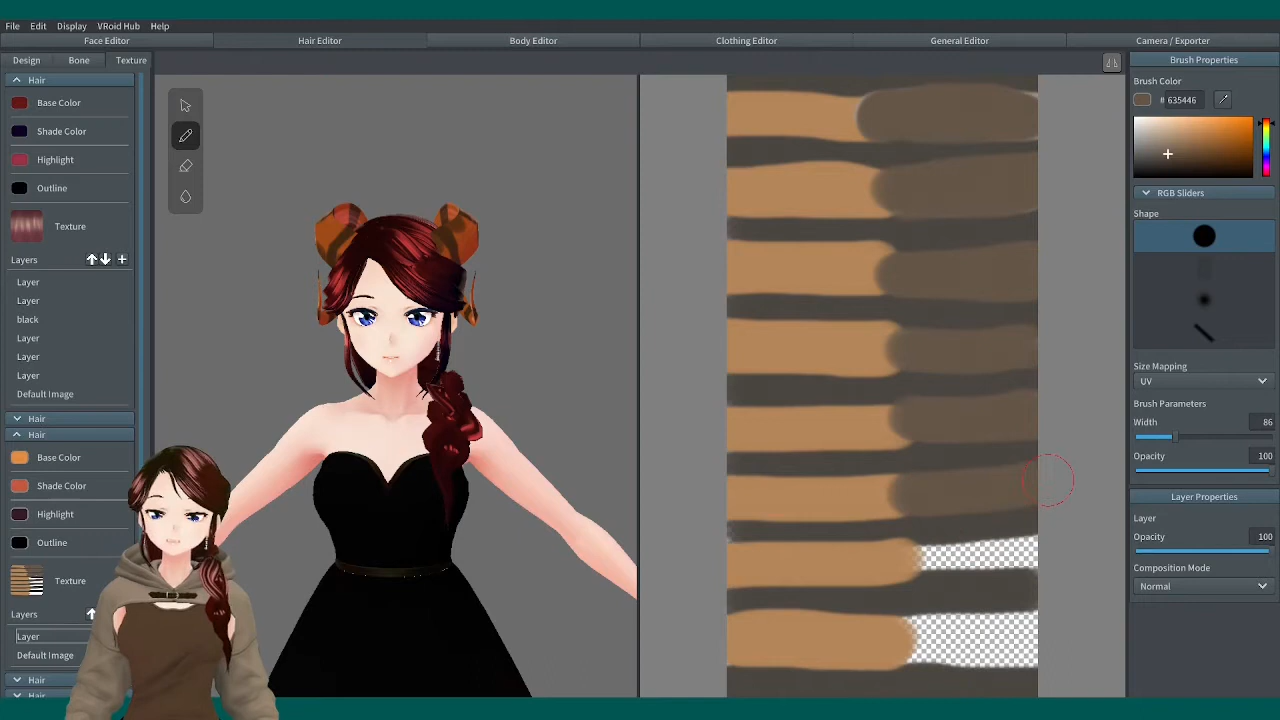 File Edit Display VRoid Hub Help
Face Editor Hair Editor Body Editor Clothing Editor General Editor Camera / Exporter
Design Bone Texture
Hair
Base Color
Shade Color
Highlight
Outline
Texture
Layers
Layer
Layer
black
Layer
Layer
Layer
Default Image
Hair
Hair
Base Color
Shade Color
Highlight
Outline
Texture
Layers
Layer
Default Image
Hair
Hair
Brush Properties
Brush Color
# 635446
RGB Sliders
Shape
Size Mapping
UV
Brush Parameters
Width 86
Opacity 100
Layer Properties
Layer
Opacity 100
Composition Mode
Normal